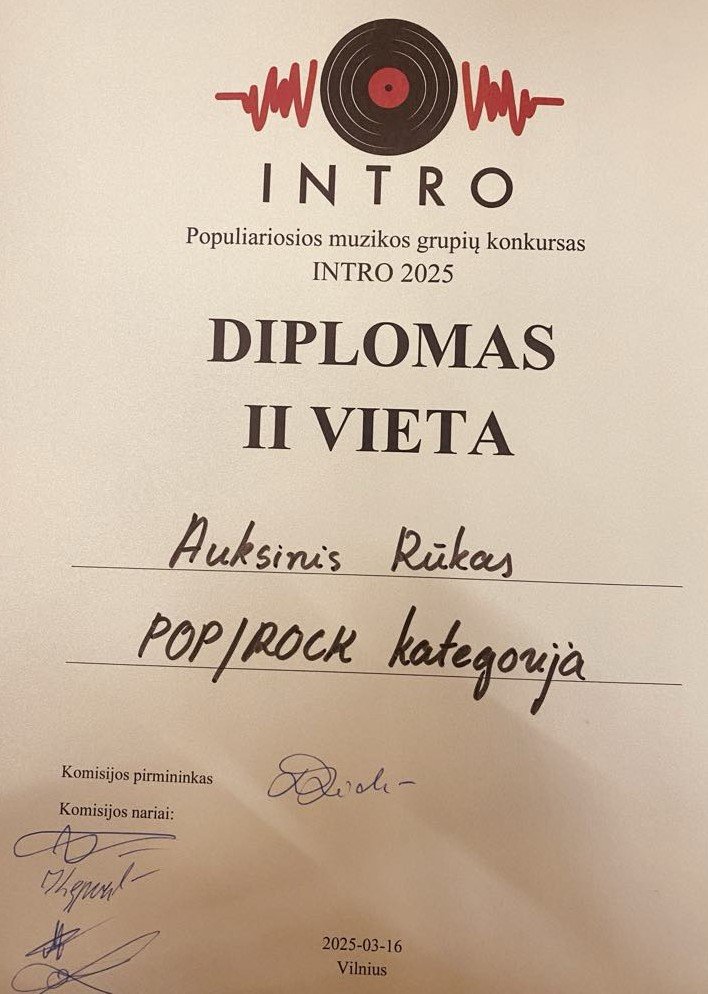 INTRO
Populiariosios muzikos grupių konkursas
INTRO 2025
DIPLOMAS
II VIETA
Auksinis Rūkas
POP/ROCK kategorija
Komisijos pirmininkas
Komisijos nariai:
2025-03-16
Vilnius